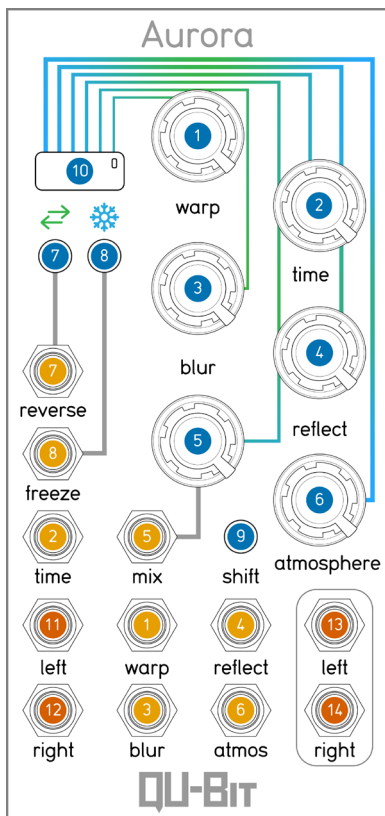 Aurora
1
10
0
warp
2
7
8
3
time
7
blur
4
reverse
8
5
reflect
freeze
6
2
5
9
atmosphere
time
mix
shift
11
1
4
13
left
warp
reflect
left
12
3
6
14
right
blur
atmos
right
QU-BIT